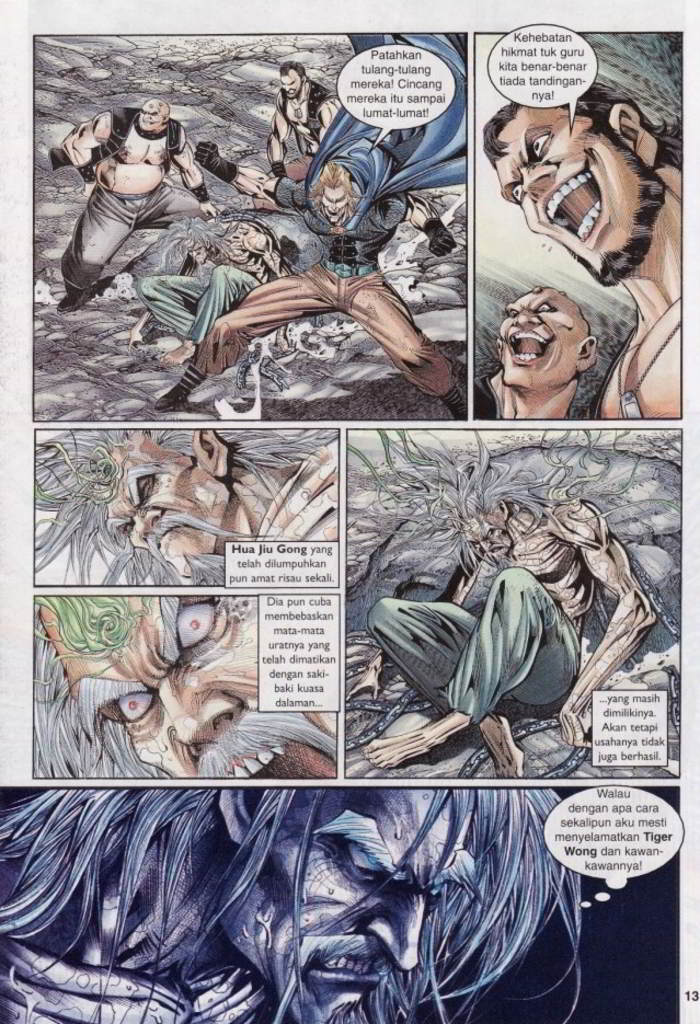 Patahkan
tulang-tulang
mereka! Cincang
mereka itu sampai
lumat-lumat!
Kehebatan
hikmat tuk guru
kita benar-benar
tiada tandingan-
nya!
Hua Jiu Gong yang
telah dilumpuhkan
pun amat risau sekali.
Dia pun cuba
membebaskan
mata-mata
uratnya yang
telah dimatikan
dengan saki-
baki kuasa
dalaman...
...yang masih
dimilikinya.
Akan tetapi
usahanya tidak
juga berhasil.
Walau
dengan apa cara
sekalipun aku mesti
menyelamatkan Tiger
Wong dan kawan-
kawannya!
13